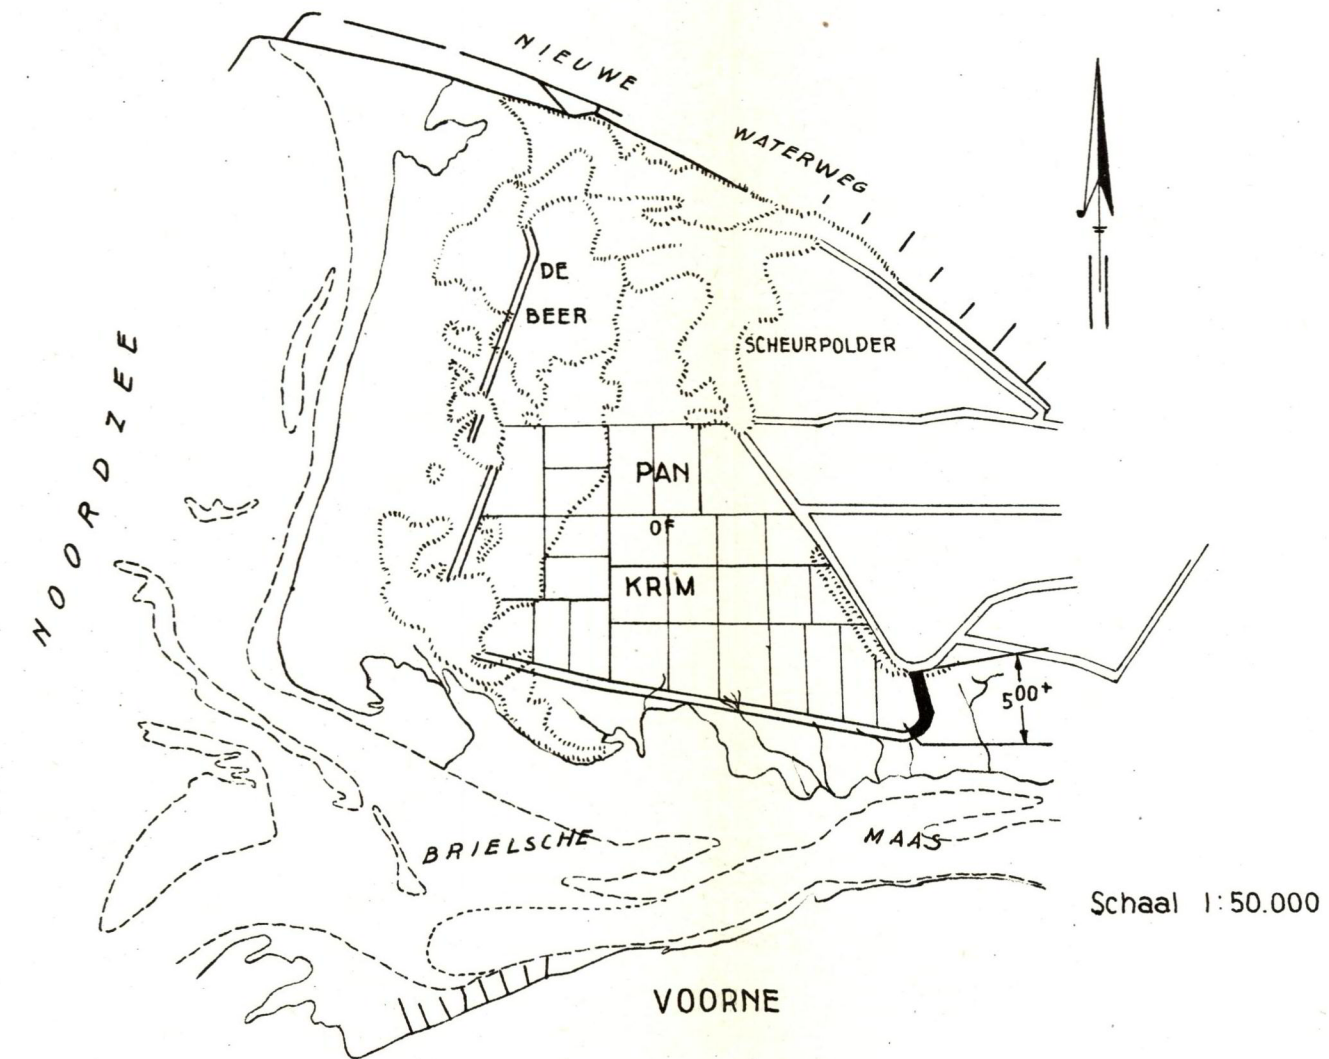 NIEUWE
WATERWEG
DE
BEER
SCHEURPOLDER
NOORDZEE
PAN
OF
KRIM
500+
BRIELSCHE
MAAS
Schaal 1:50.000
VOORNE